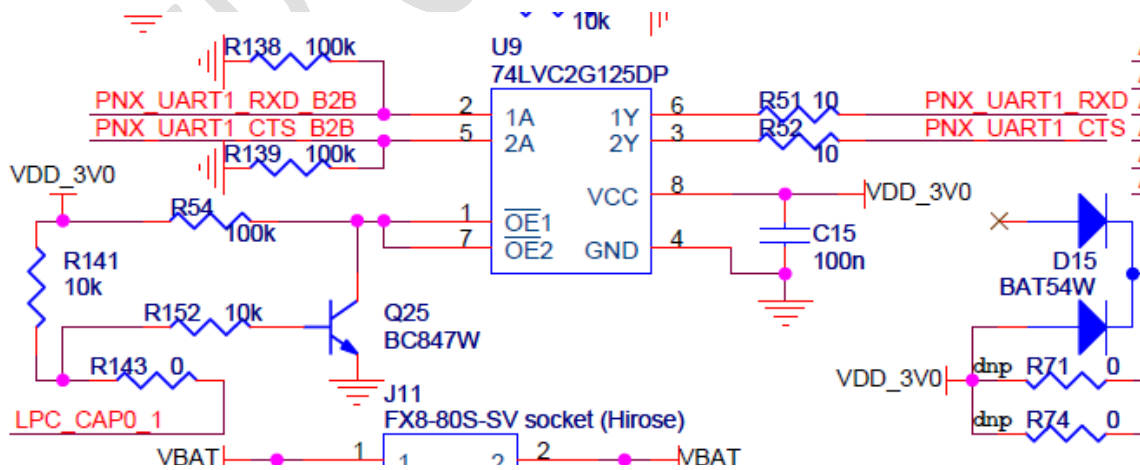 10k
U9
R138 100k
74LVC2G125DP
PNX_UART1_RXD_B2B 2 1A 1Y 6 R51 10 PNX_UART1_RXD
PNX_UART1_CTS_B2B 5 2A 2Y 3 R52 10 PNX_UART1_CTS
R139 100k
VDD_3V0
VCC 8 VDD_3V0
R54 100k
1 OE1
7 OE2 GND 4
C15
100n
D15
BAT54W
R141
10k
R152 10k
Q25
BC847W
R143 0
LPC_CAP0_1
VDD_3V0
dnp R71 0
dnp R74 0
J11
FX8-80S-SV socket (Hirose)
VBAT 1 1 2 2 VBAT